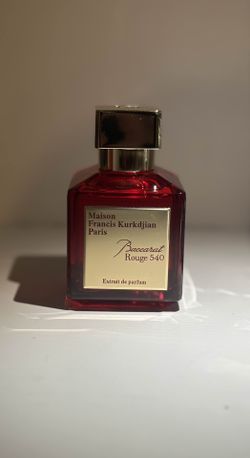 Maison
Francis Kurkdjian
Paris
Baccarat
Rouge 540
Extrait de parfum